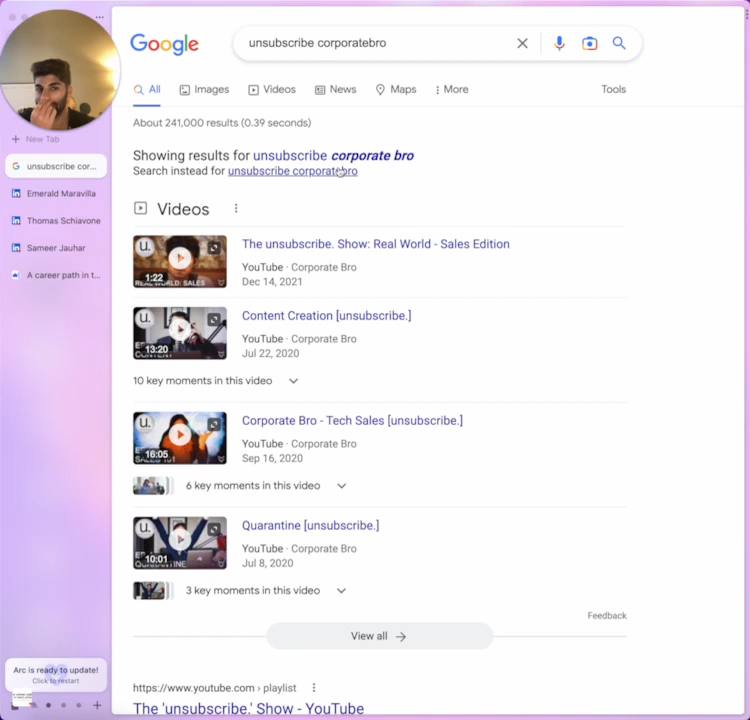 New Tab
unsubscribe cor...
Emerald Maravilla
Thomas Schiavone
Sameer Jauhar
A career path in t...
Arc is ready to update!
Click to restart
Google
unsubscribe corporatebro
All
Images
Videos
News
Maps
More
Tools
About 241,000 results (0.39 seconds)
Showing results for unsubscribe corporate bro
Search instead for unsubscribe corporatebro
Videos
u.
1:22
REAL WORLD: SALES
The unsubscribe. Show: Real World - Sales Edition
YouTube · Corporate Bro
Dec 14, 2021
u.
13:20
Content Creation [unsubscribe.]
YouTube · Corporate Bro
Jul 22, 2020
10 key moments in this video
u.
16:05
Corporate Bro - Tech Sales [unsubscribe.]
YouTube · Corporate Bro
Sep 16, 2020
6 key moments in this video
u.
10:01
Quarantine [unsubscribe.]
YouTube · Corporate Bro
Jul 8, 2020
3 key moments in this video
Feedback
View all
https://www.youtube.com › playlist
The 'unsubscribe.' Show - YouTube